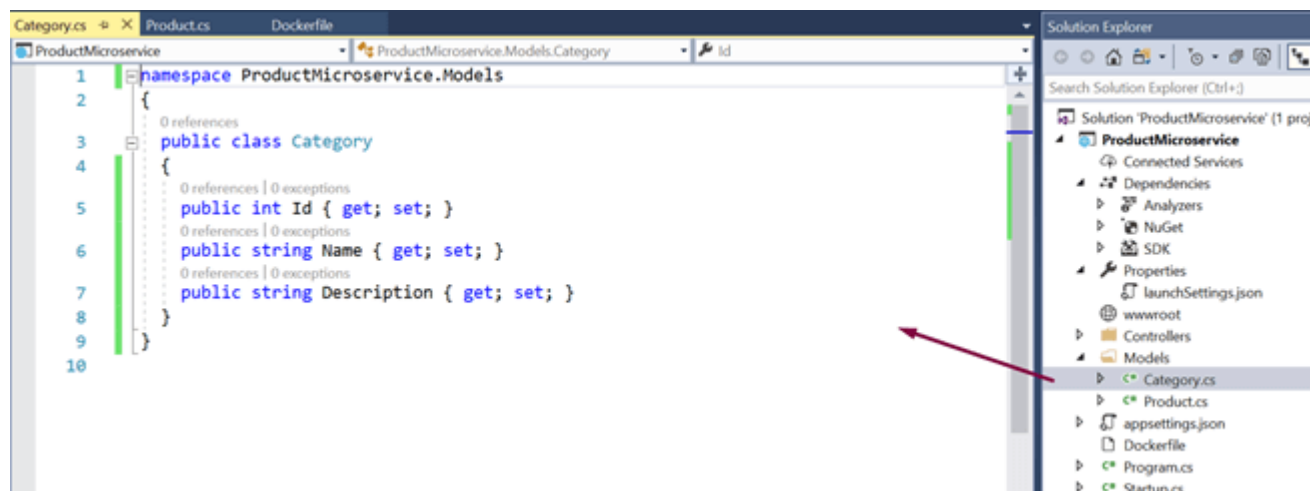 Category.cs Product.cs Dockerfile
ProductMicroservice ProductMicroservice.Models.Category Id
1 namespace ProductMicroservice.Models
2 {
0 references
3 public class Category
4 {
0 references | 0 exceptions
5 public int Id { get; set; }
0 references | 0 exceptions
6 public string Name { get; set; }
0 references | 0 exceptions
7 public string Description { get; set; }
8 }
9 }
10
Solution Explorer
Search Solution Explorer (Ctrl+;)
Solution 'ProductMicroservice' (1 proj
ProductMicroservice
Connected Services
Dependencies
Analyzers
NuGet
SDK
Properties
launchSettings.json
wwwroot
Controllers
Models
C# Category.cs
C# Product.cs
appsettings.json
Dockerfile
C# Program.cs
C# Startup.cs